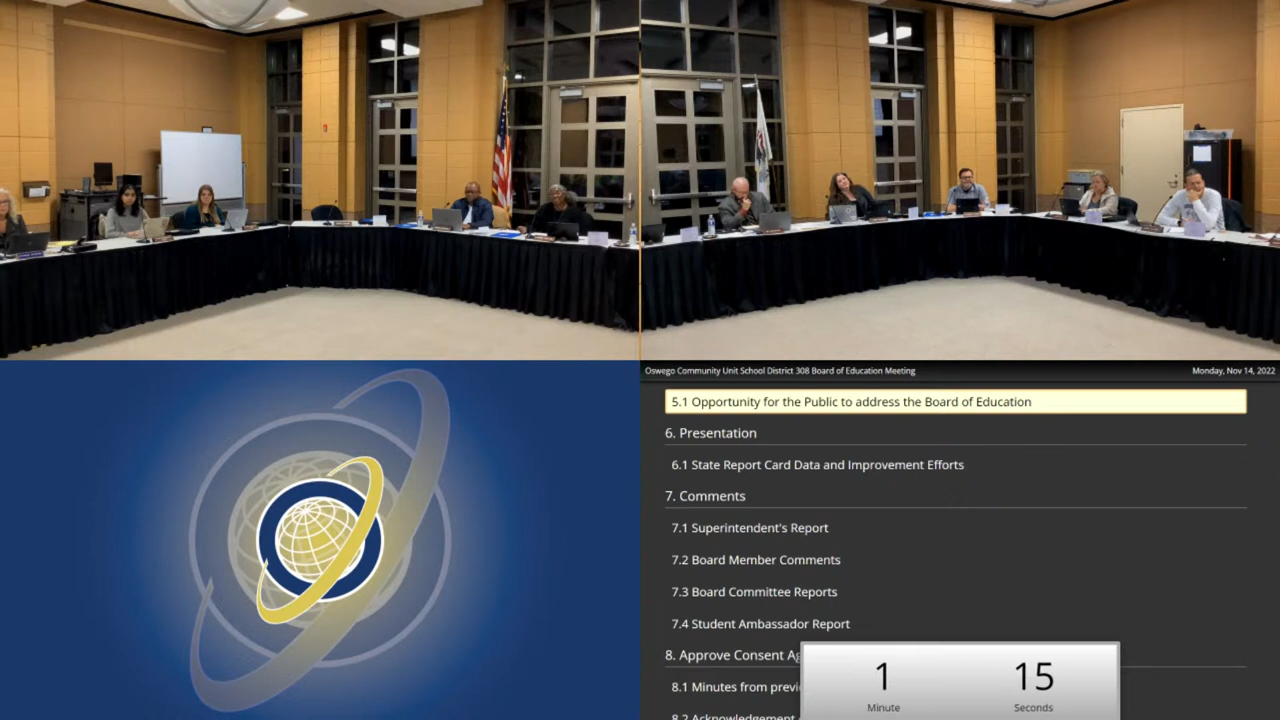 Oswego Community Unit School District 308 Board of Education Meeting
Monday, Nov 14, 2022
5.1 Opportunity for the Public to address the Board of Education
6. Presentation
6.1 State Report Card Data and Improvement Efforts
7. Comments
7.1 Superintendent's Report
7.2 Board Member Comments
7.3 Board Committee Reports
7.4 Student Ambassador Report
8. Approve Consent
8.1 Minutes from
8.2 Acknowledgement
1 15
Minute Seconds